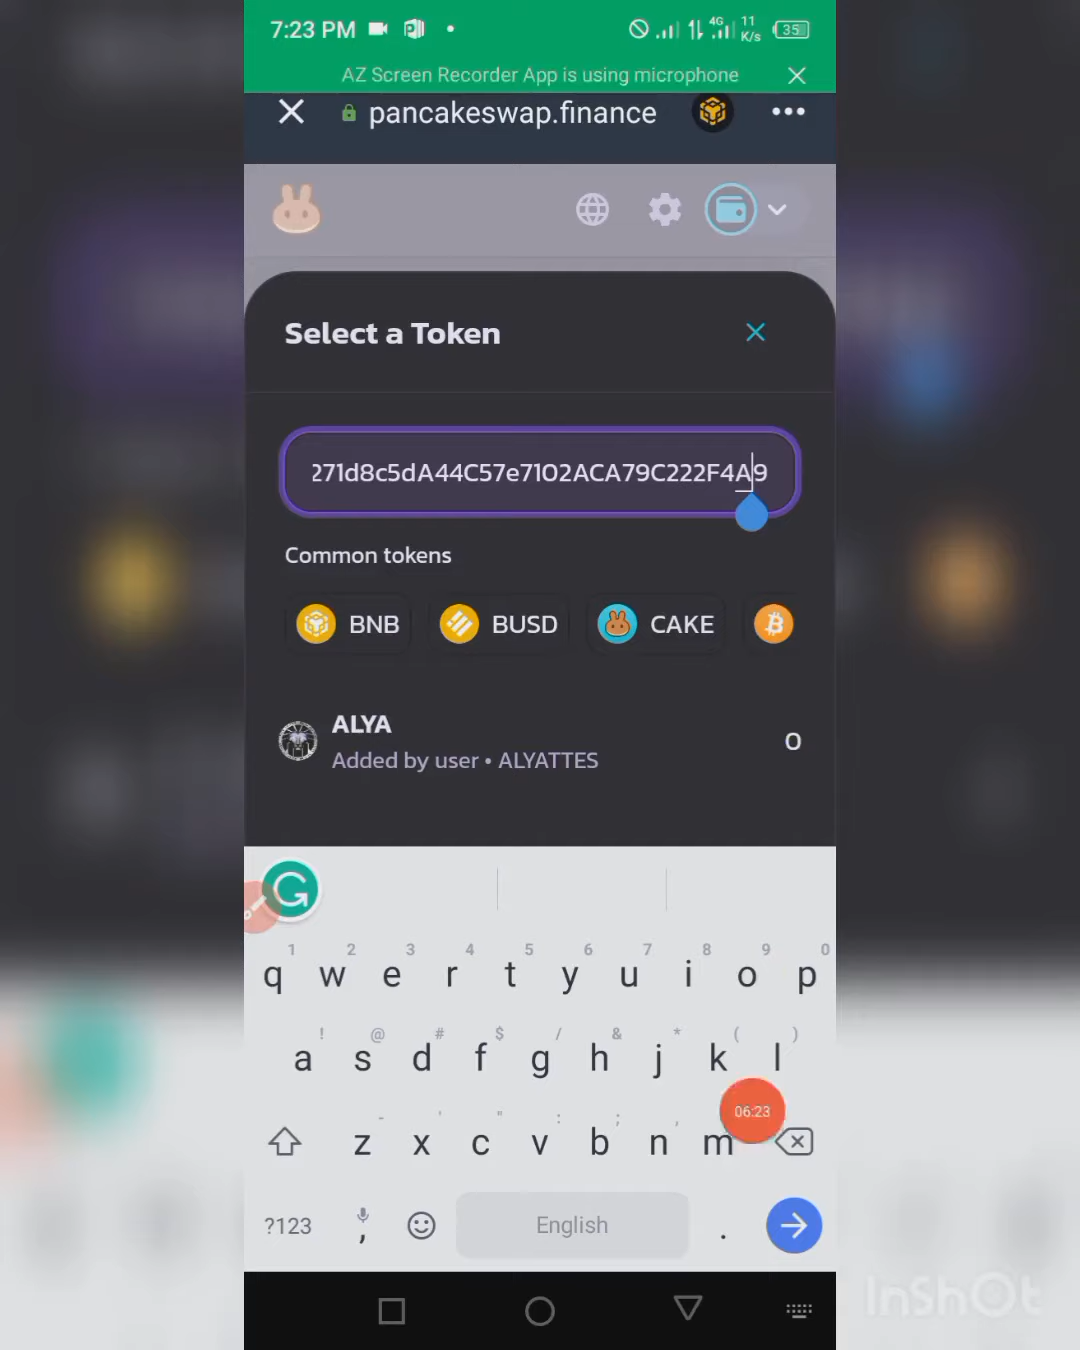 7:23 PM
4G 11 K/s 35
AZ Screen Recorder App is using microphone
pancakeswap.finance
Select a Token
271d8c5dA44C57e7102ACA79C222F4A9
Common tokens
BNB BUSD CAKE
ALYA
Added by user • ALYATTES
0
1 2 3 4 5 6 7 8 9 0
q w e r t y u i o p
! @ # $ / & * ( )
a s d f g h j k l
- ' " : ; ,
z x c v b n m
06:23
?123 , English .
InShOt